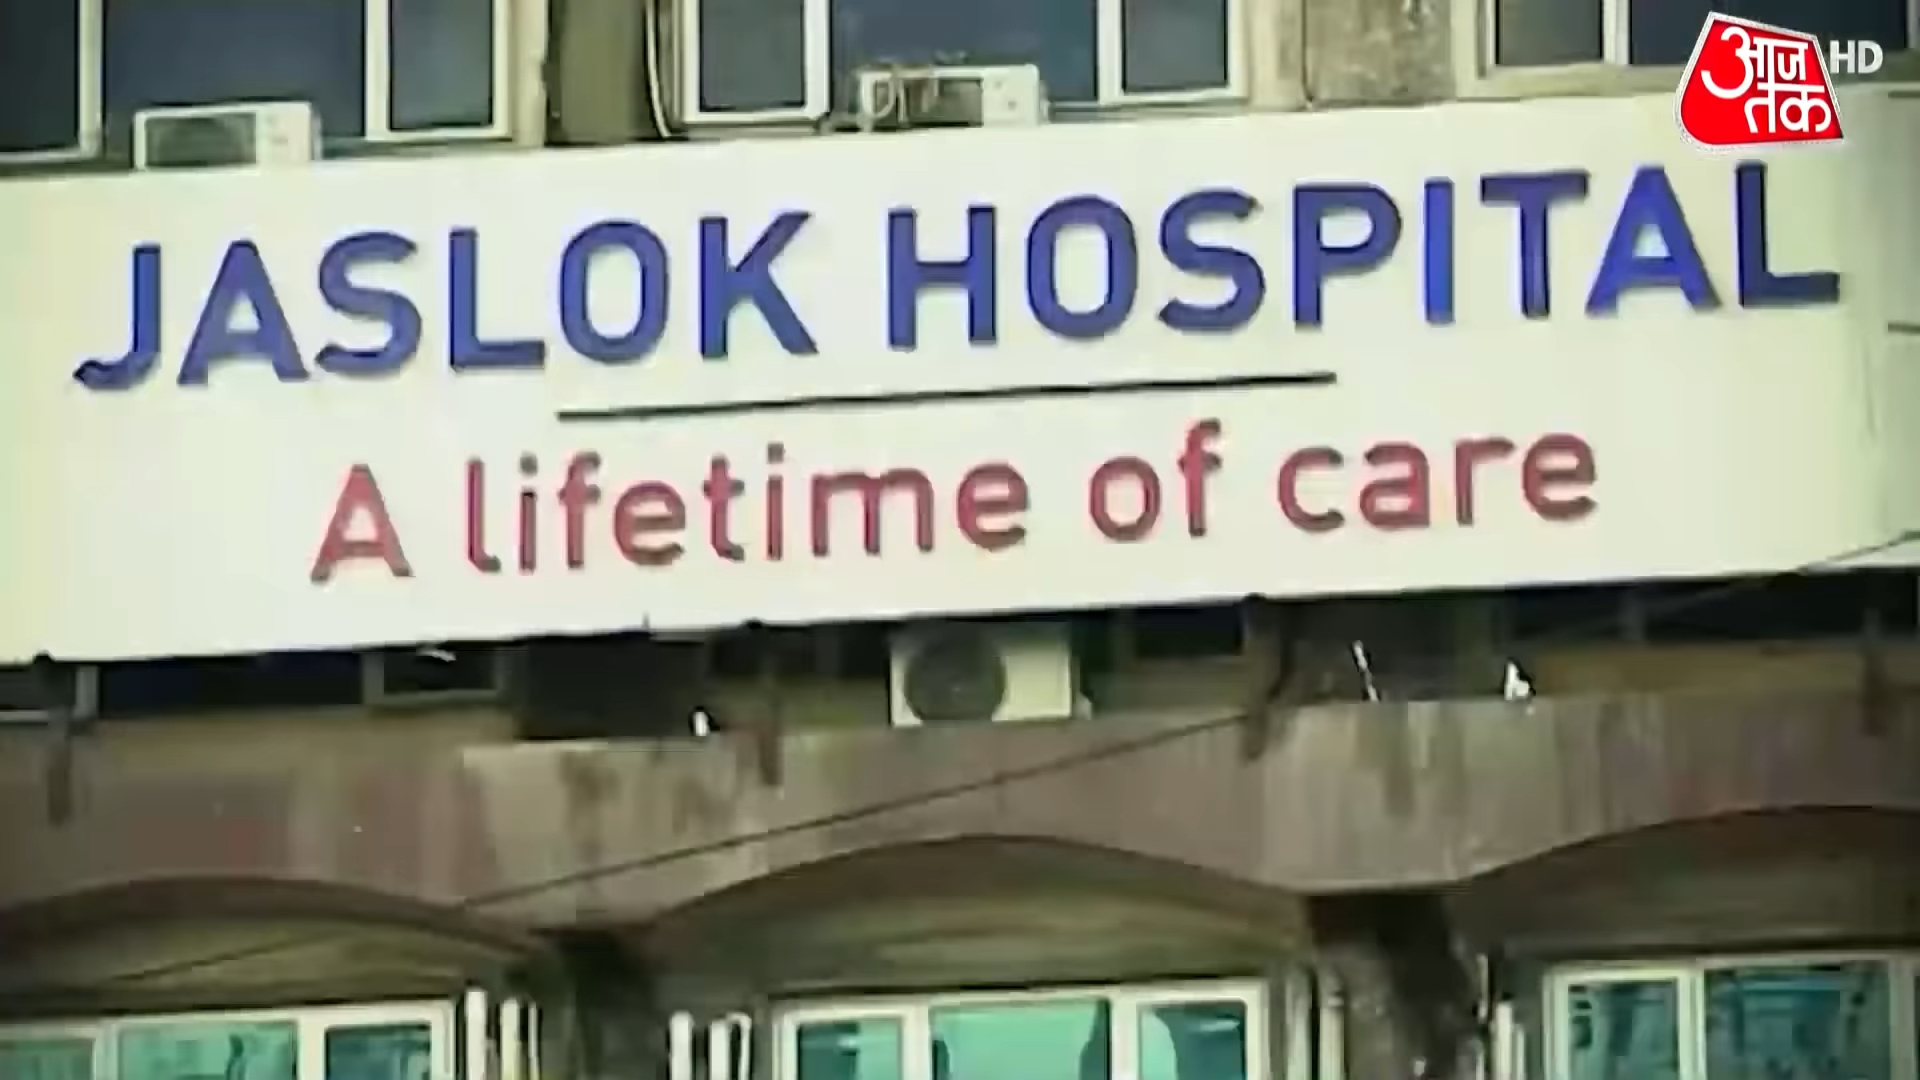 आज
तक
HD
JASLOK HOSPITAL
A lifetime of care